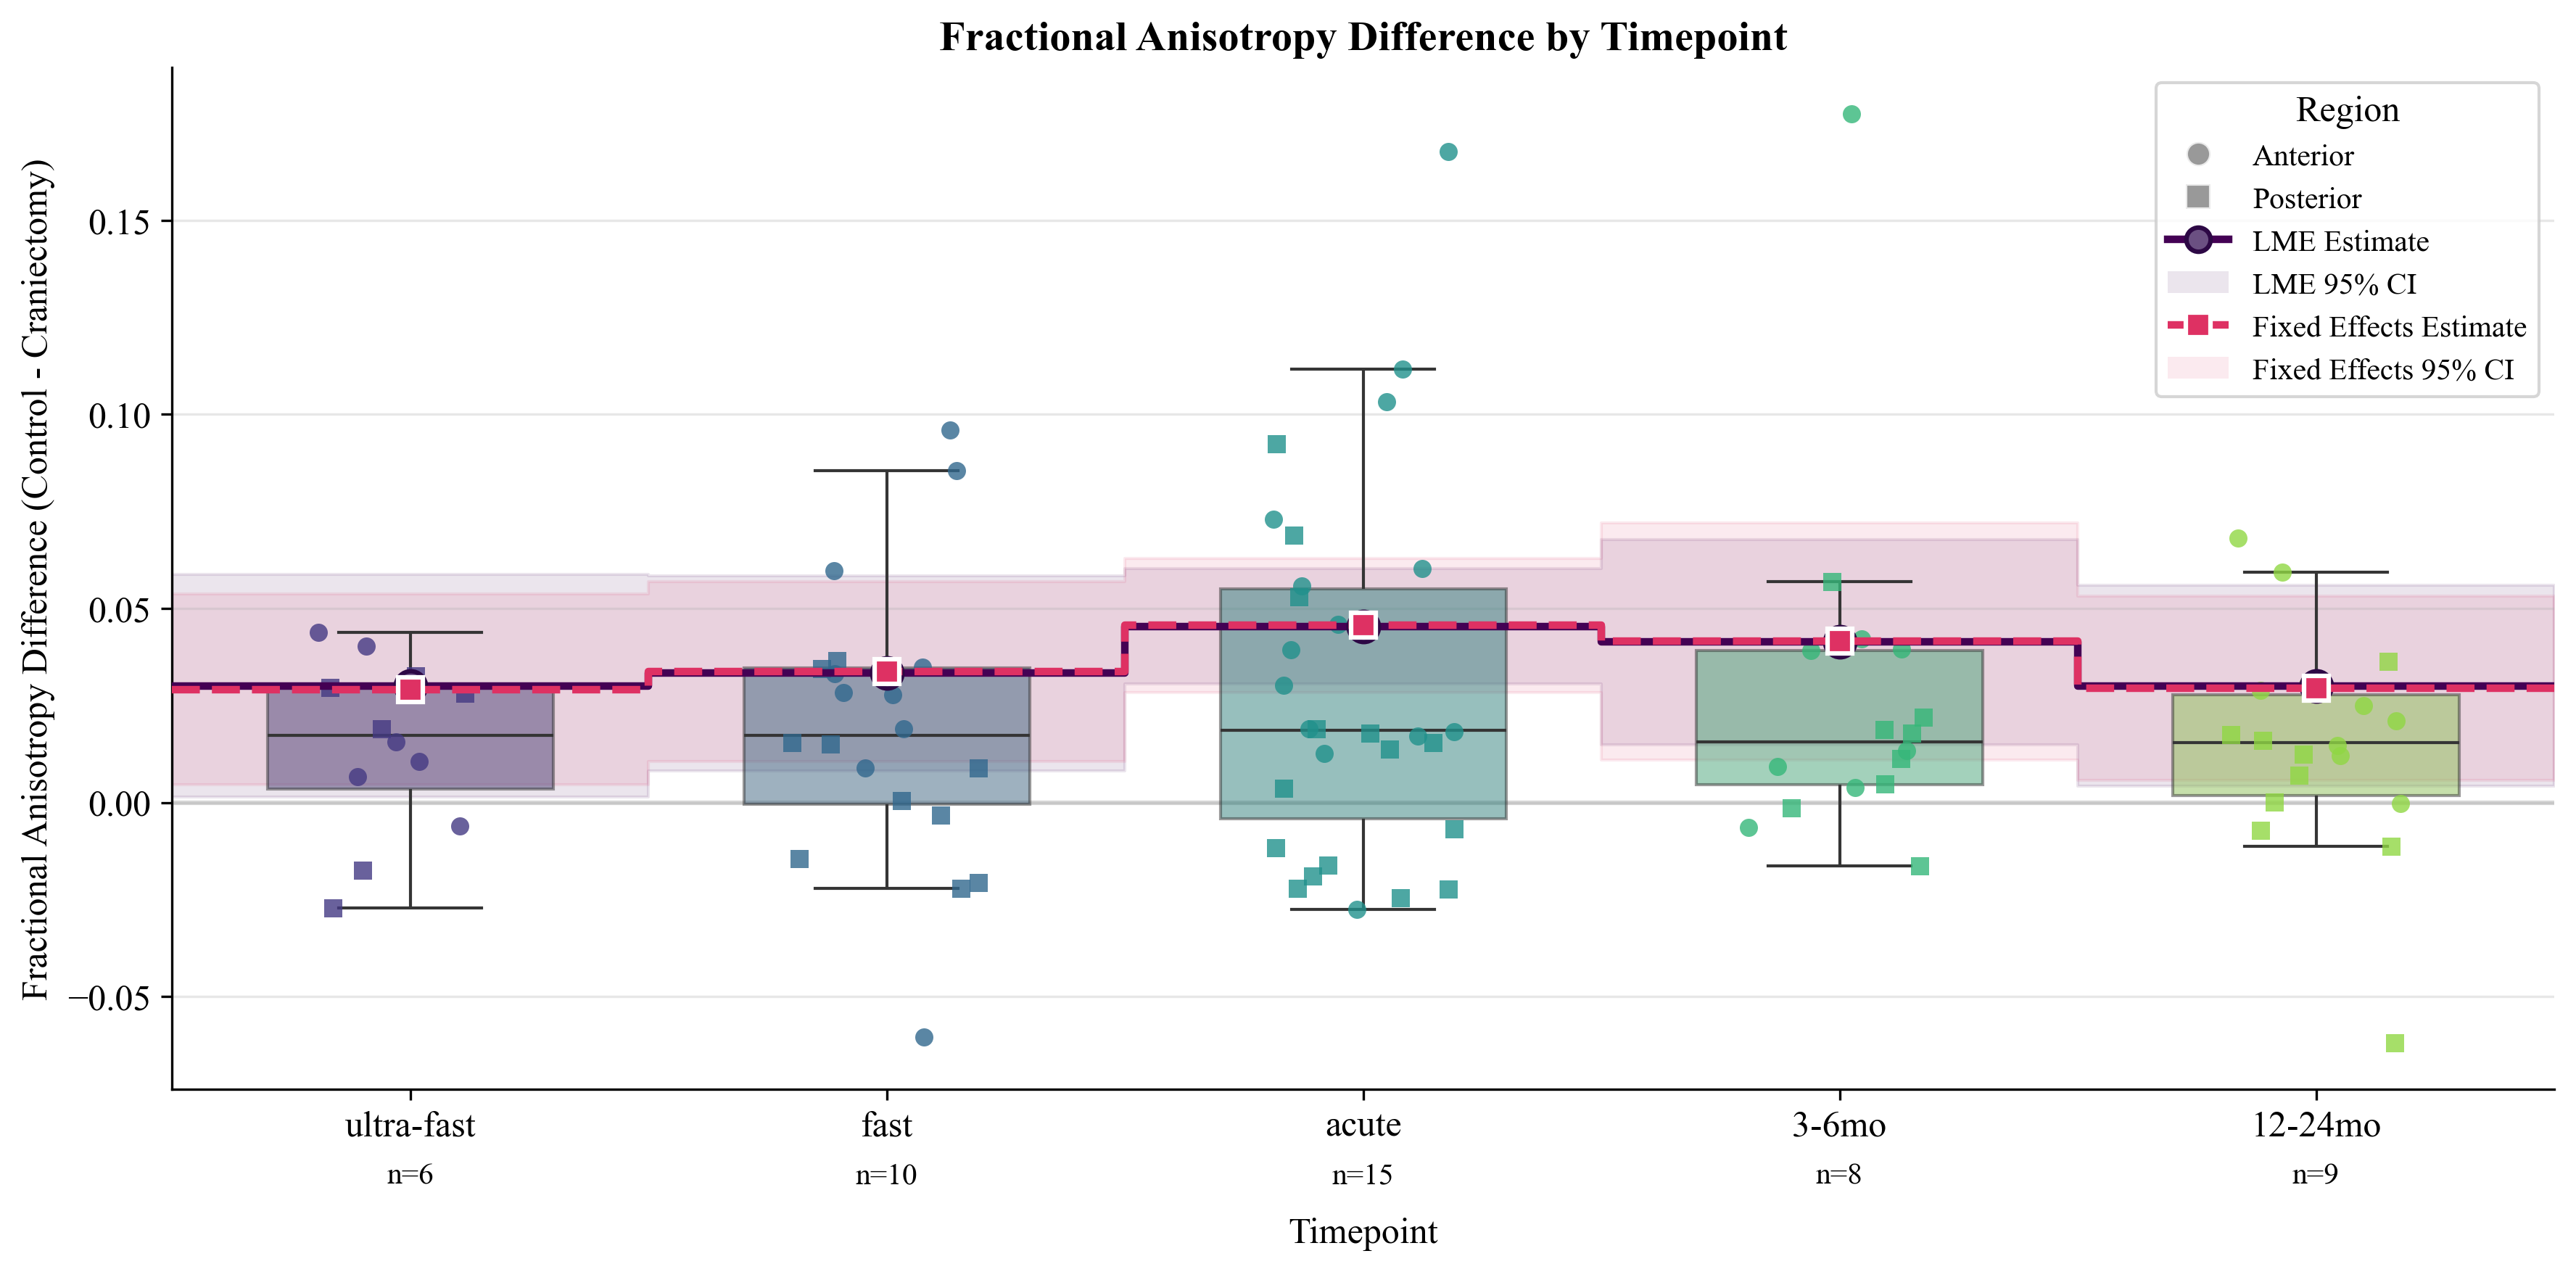 Fractional Anisotropy Difference by Timepoint
Fractional Anisotropy Difference (Control - Craniectomy)
0.15
0.10
0.05
0.00
−0.05
Region
Anterior
Posterior
LME Estimate
LME 95% CI
Fixed Effects Estimate
Fixed Effects 95% CI
ultra-fast
n=6
fast
n=10
acute
n=15
3-6mo
n=8
12-24mo
n=9
Timepoint